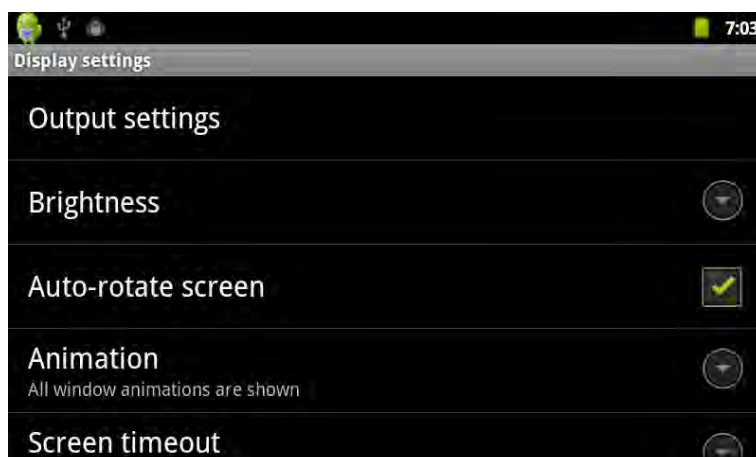 7:03
Display settings
Output settings
Brightness
Auto-rotate screen
Animation
All window animations are shown
Screen timeout